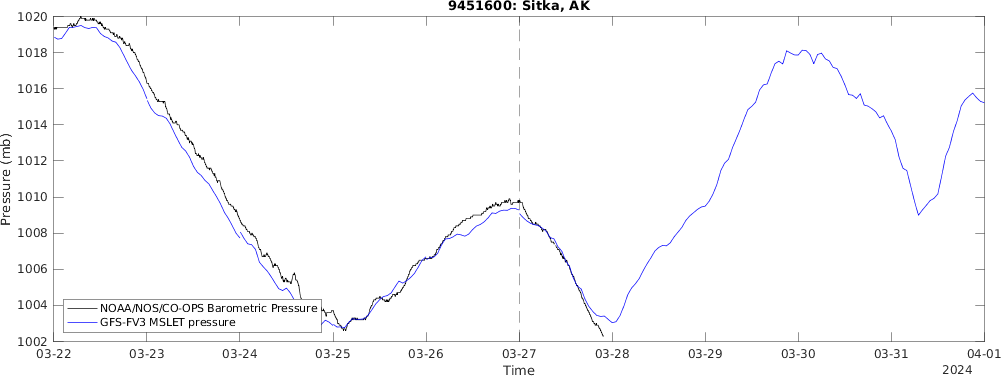 9451600: Sitka, AK
Pressure (mb)
1020
1018
1016
1014
1012
1010
1008
1006
1004
1002
NOAA/NOS/CO-OPS Barometric Pressure
GFS-FV3 MSLET pressure
03-22 03-23 03-24 03-25 03-26 03-27 03-28 03-29 03-30 03-31 04-01
Time
2024